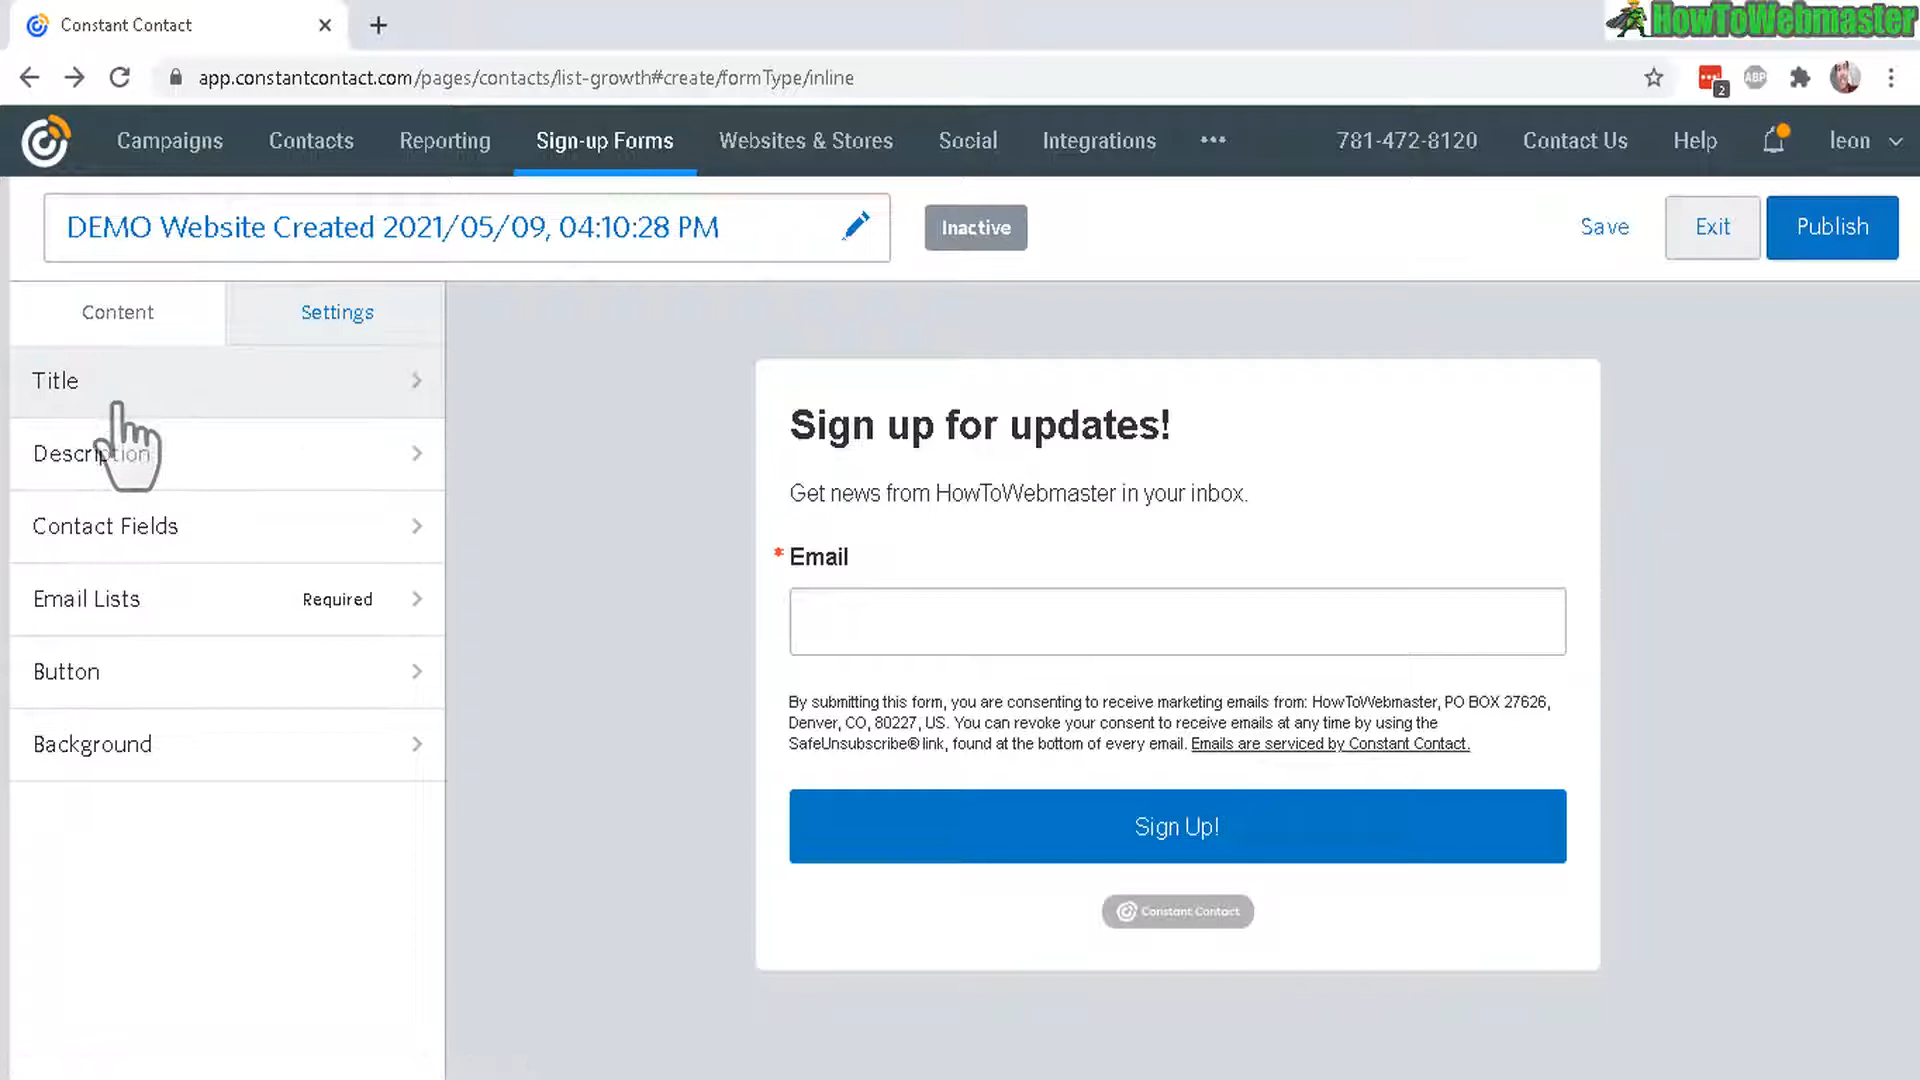 Constant Contact
HowToWebmaster
app.constantcontact.com/pages/contacts/list-growth#create/formType/inline
ABP
2
Campaigns Contacts Reporting Sign-up Forms Websites & Stores Social Integrations ••• 781-472-8120 Contact Us Help leon
DEMO Website Created 2021/05/09, 04:10:28 PM
Inactive
Save
Exit
Publish
Content
Settings
Title
Description
Contact Fields
Email Lists Required
Button
Background
Sign up for updates!
Get news from HowToWebmaster in your inbox.
* Email
By submitting this form, you are consenting to receive marketing emails from: HowToWebmaster, PO BOX 27626,
Denver, CO, 80227, US. You can revoke your consent to receive emails at any time by using the
SafeUnsubscribe® link, found at the bottom of every email. Emails are serviced by Constant Contact.
Sign Up!
Constant Contact